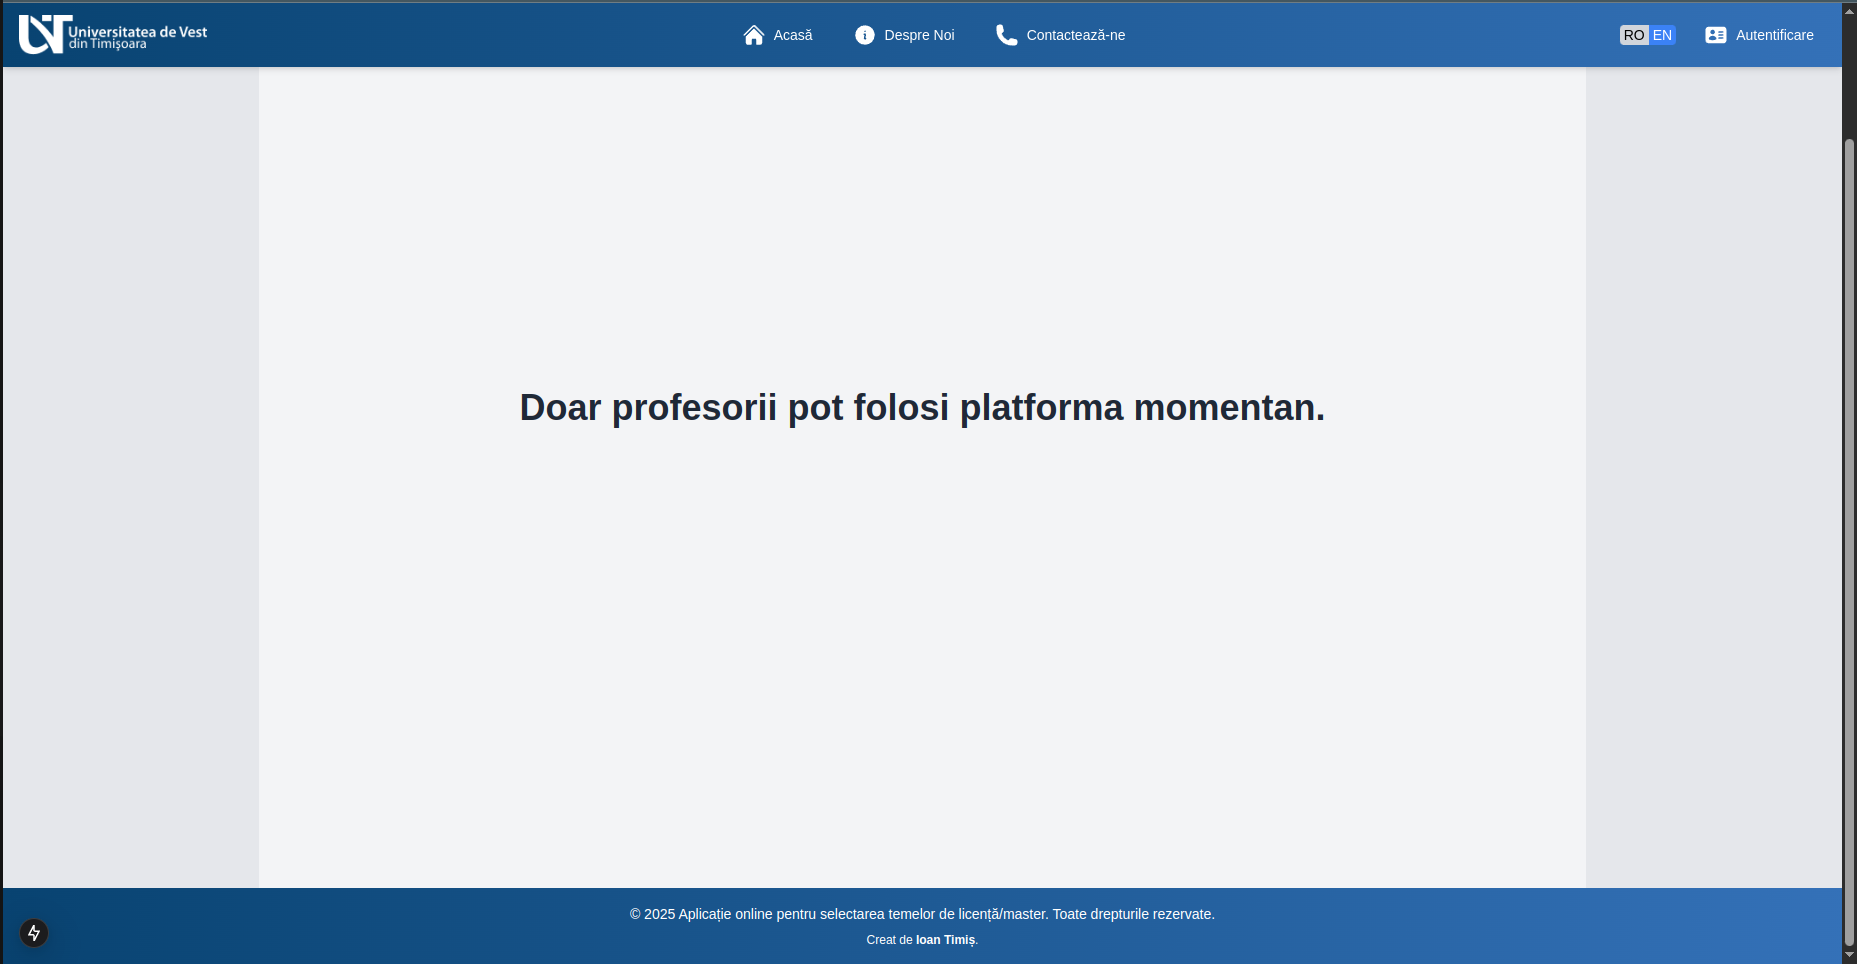 UVT Universitatea de Vest
din Timișoara
Acasă
Despre Noi
Contactează-ne
RO EN
Autentificare
Doar profesorii pot folosi platforma momentan.
© 2025 Aplicație online pentru selectarea temelor de licență/master. Toate drepturile rezervate.
Creat de Ioan Timiș.